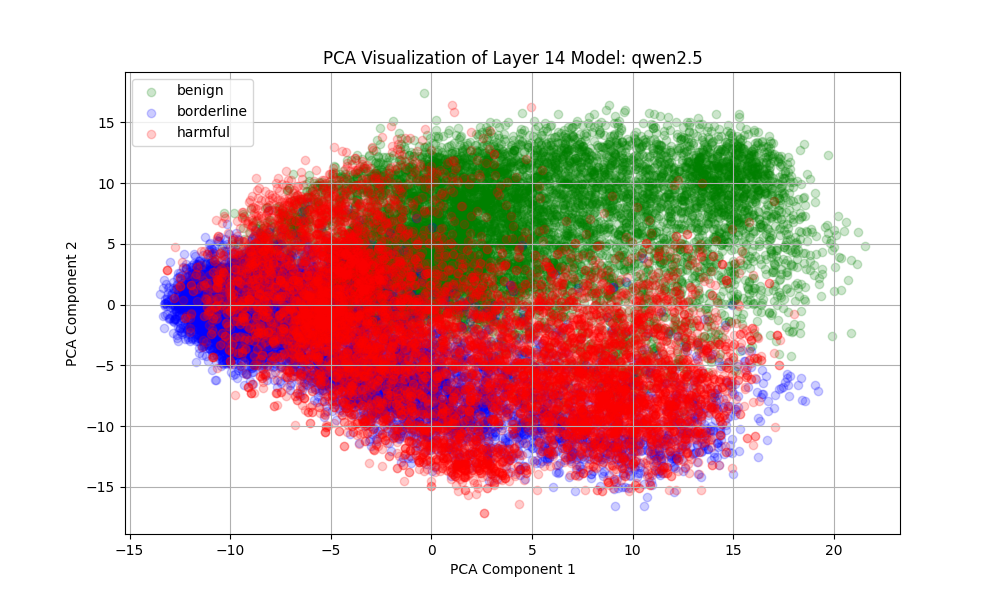 PCA Visualization of Layer 14 Model: qwen2.5
benign
borderline
harmful
15
10
5
0
−5
−10
−15
PCA Component 2
−15 −10 −5 0 5 10 15 20
PCA Component 1